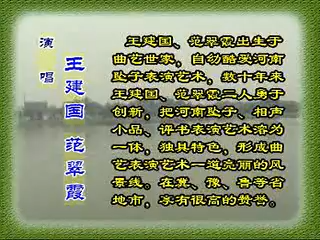 演唱
王建国 范翠霞
王建国、范翠霞出生于
曲艺世家，自幼酷爱河南
坠子表演艺术，数十年来
王建国、范翠霞二人勇于
创新，把河南坠子、相声
小品、评书表演艺术溶为
一体，独具特色，形成曲
艺表演艺术一道亮丽的风
景线。在冀、豫、鲁等省
地市，享有很高的赞誉。